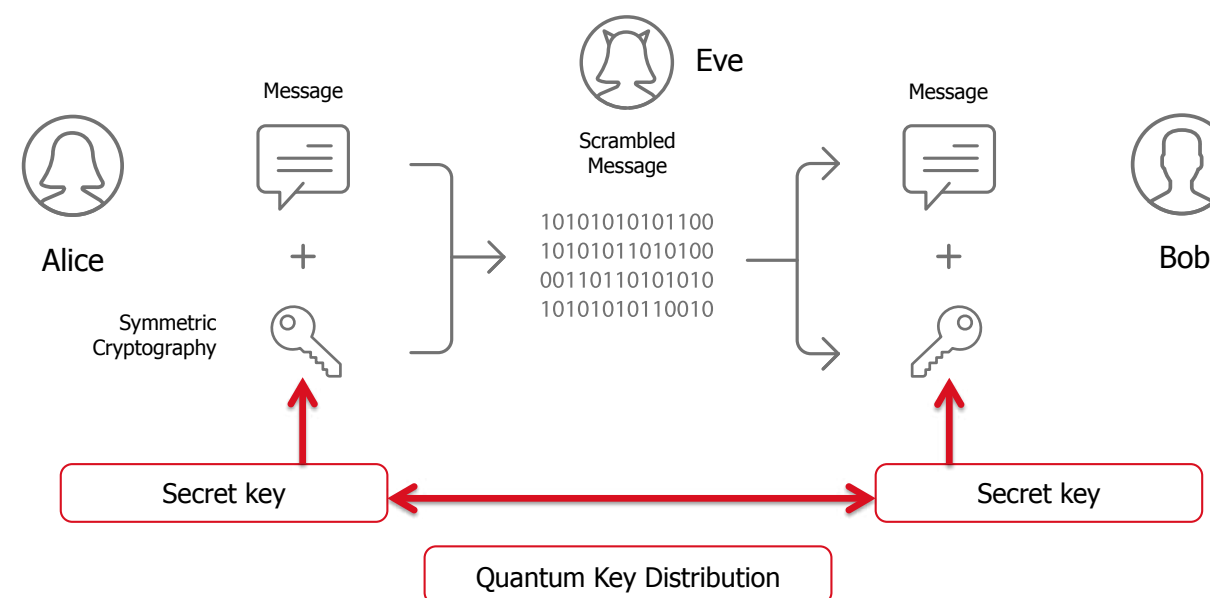 Eve
Message
Message
Scrambled
Message
10101010101100
10101011010100
00110110101010
10101010110010
Alice
+
+
Bob
Symmetric
Cryptography
Secret key
Secret key
Quantum Key Distribution